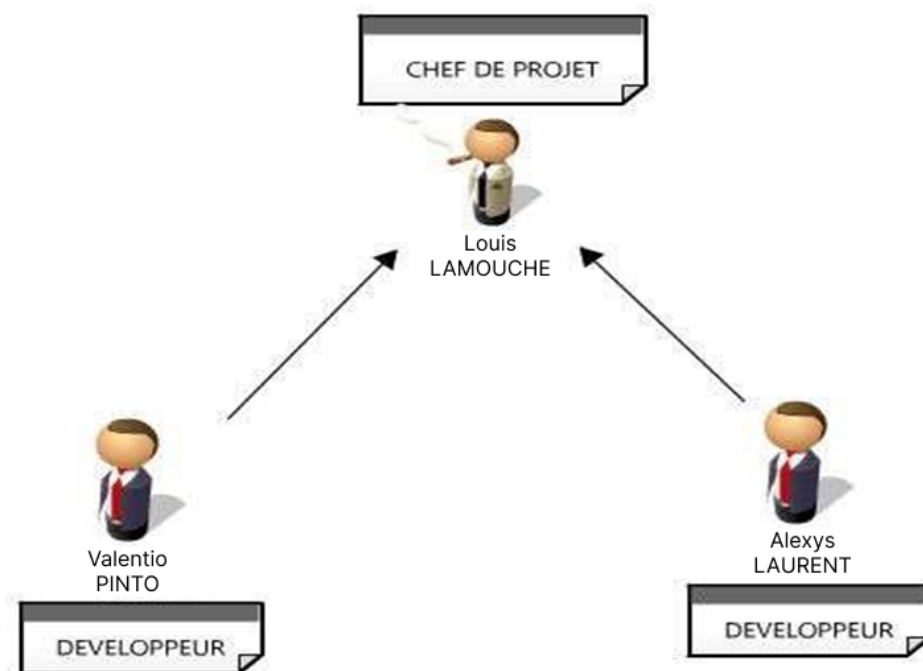 CHEF DE PROJET
Louis
LAMOUCHE
Valentio
PINTO
DEVELOPPEUR
Alexys
LAURENT
DEVELOPPEUR